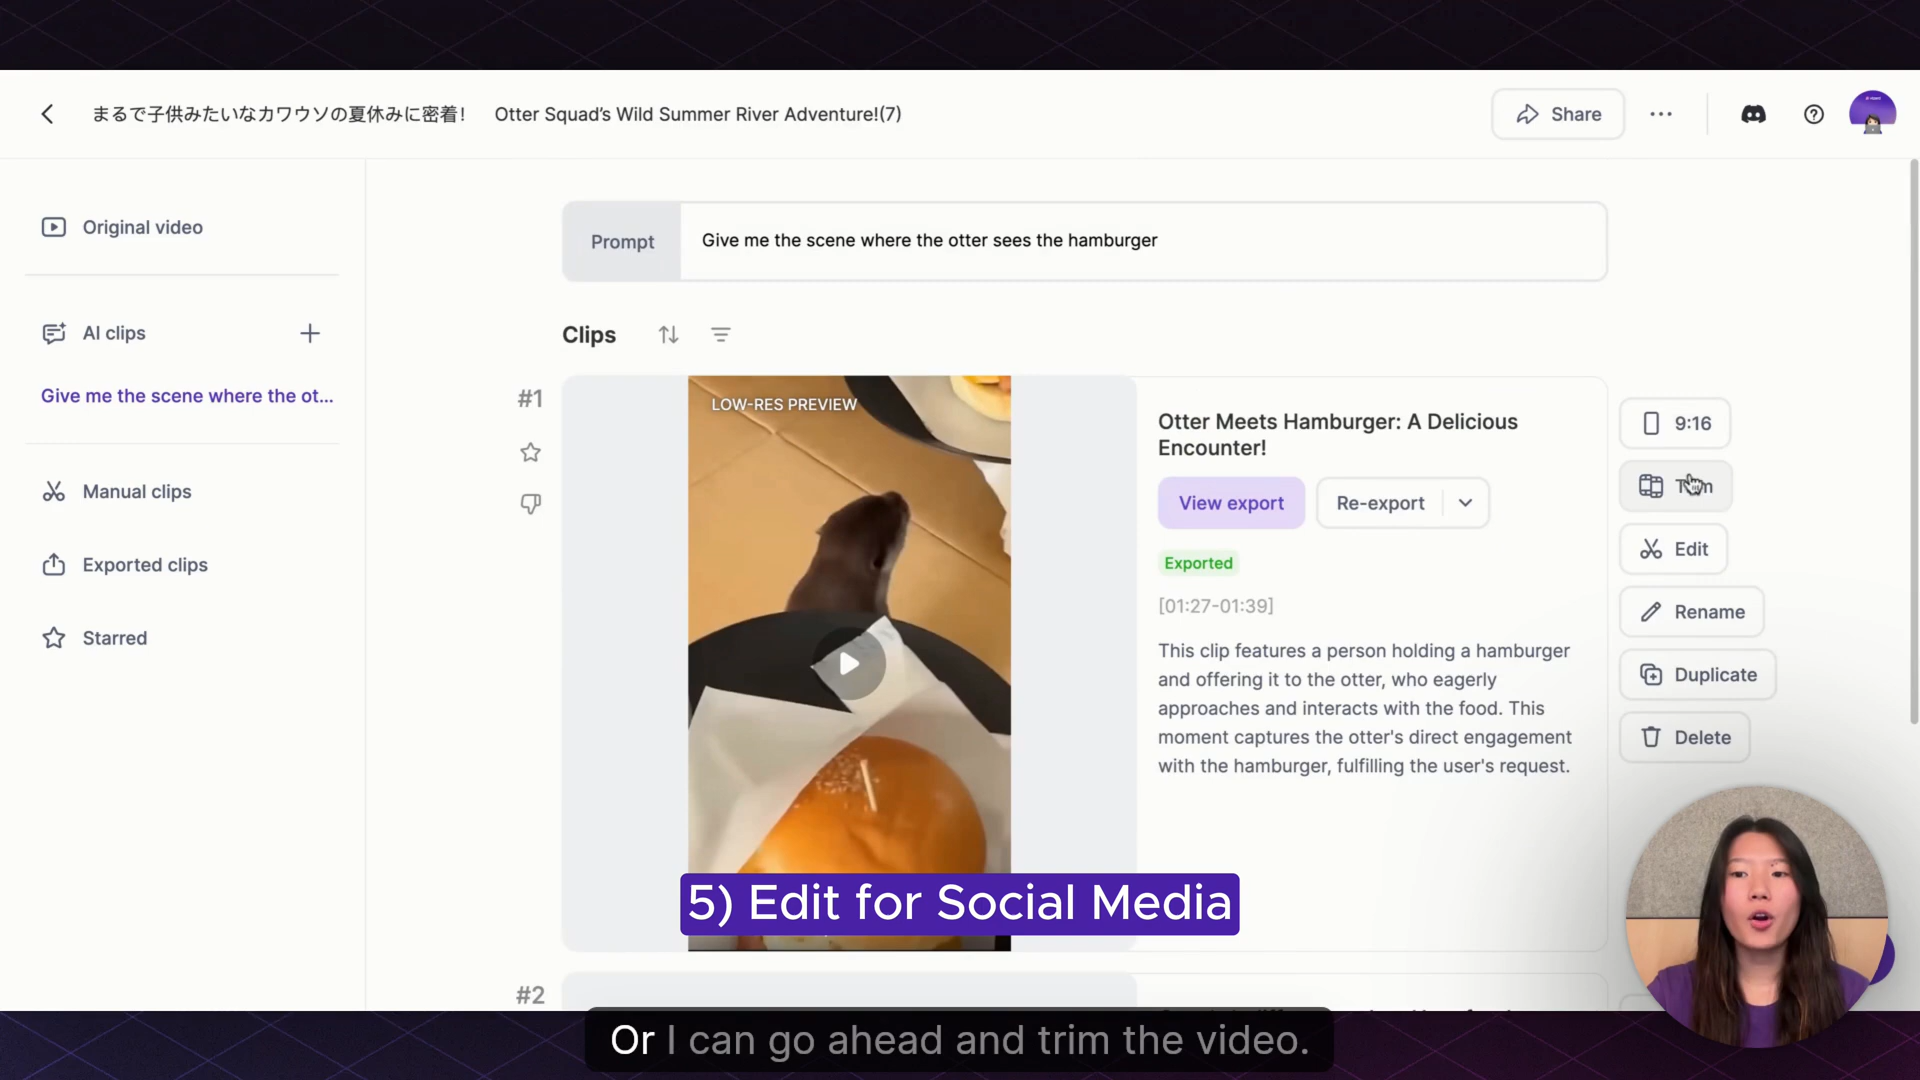 まるで子供みたいなカワウソの夏休みに密着! Otter Squad's Wild Summer River Adventure!(7)
Share
Original video
AI clips
Give me the scene where the ot...
Manual clips
Exported clips
Starred
Prompt
Give me the scene where the otter sees the hamburger
Clips
#1
LOW-RES PREVIEW
Otter Meets Hamburger: A Delicious
Encounter!
View export
Re-export
Exported
[01:27-01:39]
This clip features a person holding a hamburger
and offering it to the otter, who eagerly
approaches and interacts with the food. This
moment captures the otter's direct engagement
with the hamburger, fulfilling the user's request.
9:16
Trim
Edit
Rename
Duplicate
Delete
5) Edit for Social Media
#2
Or I can go ahead and trim the video.